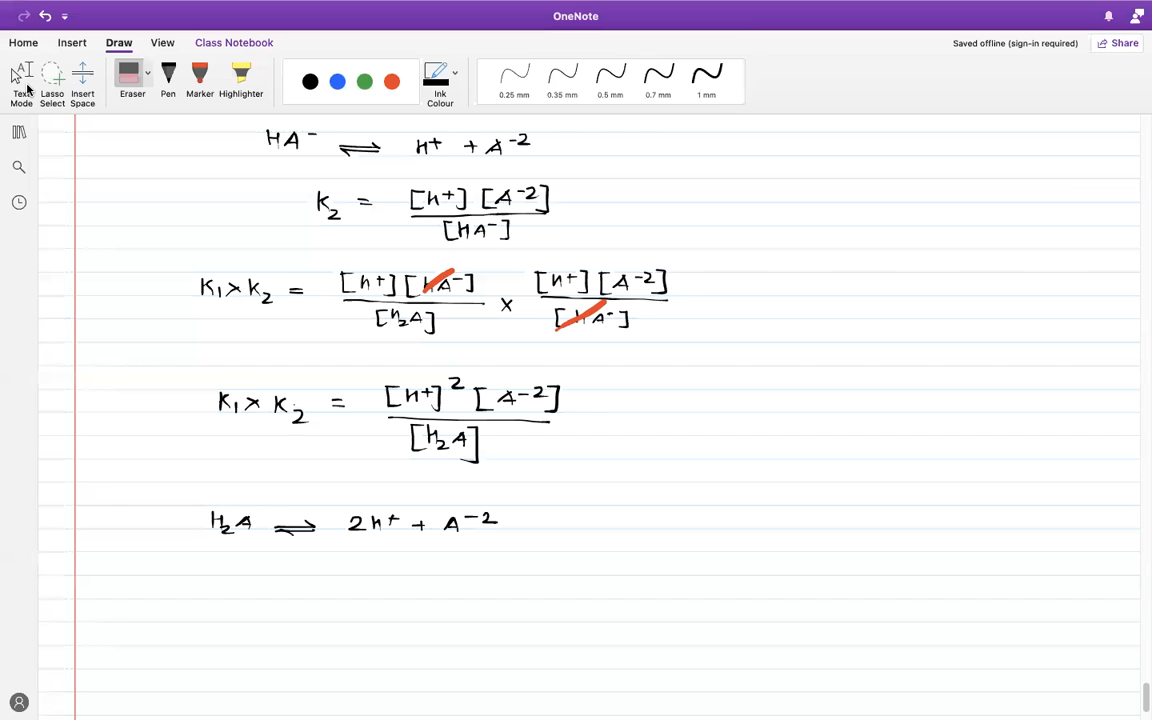 OneNote
Home Insert Draw View Class Notebook
Saved offline (sign-in required) Share
Text Mode Lasso Select Insert Space Eraser Pen Marker Highlighter Ink Colour 0.25 mm 0.35 mm 0.5 mm 0.7 mm 1 mm
HA⁻ ⇌ H⁺ + A⁻²
K₂ = [H⁺] [A⁻²] / [HA⁻]
K₁ × K₂ = [H⁺] [HA⁻] / [H₂A] × [H⁺] [A⁻²] / [HA⁻]
K₁ × K₂ = [H⁺]² [A⁻²] / [H₂A]
H₂A ⇌ 2H⁺ + A⁻²